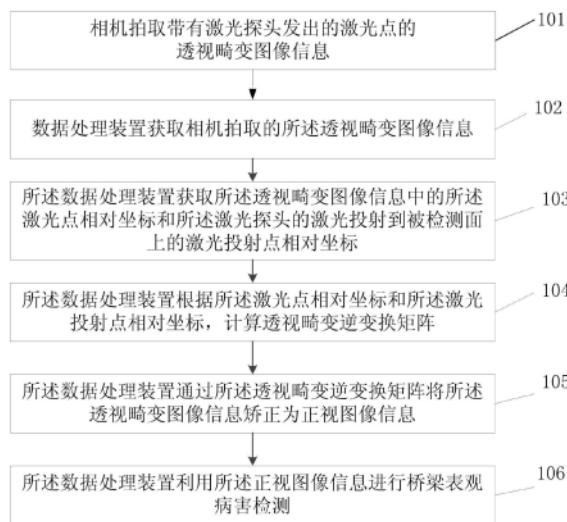 相机拍取带有激光探头发出的激光点的
透视畸变图像信息
101
数据处理装置获取相机拍取的所述透视畸变图像信息
102
所述数据处理装置获取所述透视畸变图像信息中的所述
激光点相对坐标和所述激光探头的激光投射到被检测面
上的激光投射点相对坐标
103
所述数据处理装置根据所述激光点相对坐标和所述激光
投射点相对坐标，计算透视畸变逆变换矩阵
104
所述数据处理装置通过所述透视畸变逆变换矩阵将所述
透视畸变图像信息矫正为正视图像信息
105
所述数据处理装置利用所述正视图像信息进行桥梁表观
病害检测
106